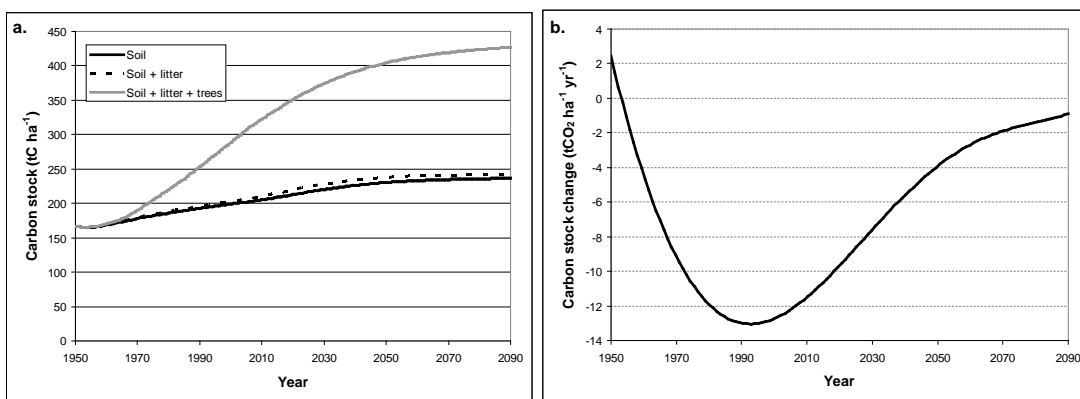 a.
Carbon stock (tC ha⁻¹)
450
400
350
300
250
200
150
100
50
0
Soil
Soil + litter
Soil + litter + trees
1950 1970 1990 2010 2030 2050 2070 2090
Year
b.
Carbon stock change (tCO₂ ha⁻¹ yr⁻¹)
4
2
0
-2
-4
-6
-8
-10
-12
-14
1950 1970 1990 2010 2030 2050 2070 2090
Year